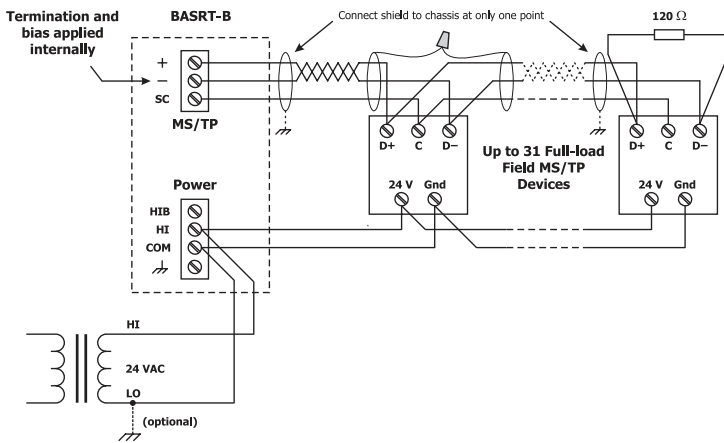 Termination and
bias applied
internally
BASRT-B
Connect shield to chassis at only one point
120 Ω
+
−
SC
MS/TP
D+
C
D−
Up to 31 Full-load
Field MS/TP
Devices
D+
C
D−
24 V
Gnd
24 V
Gnd
Power
HIB
HI
COM
HI
24 VAC
LO
(optional)